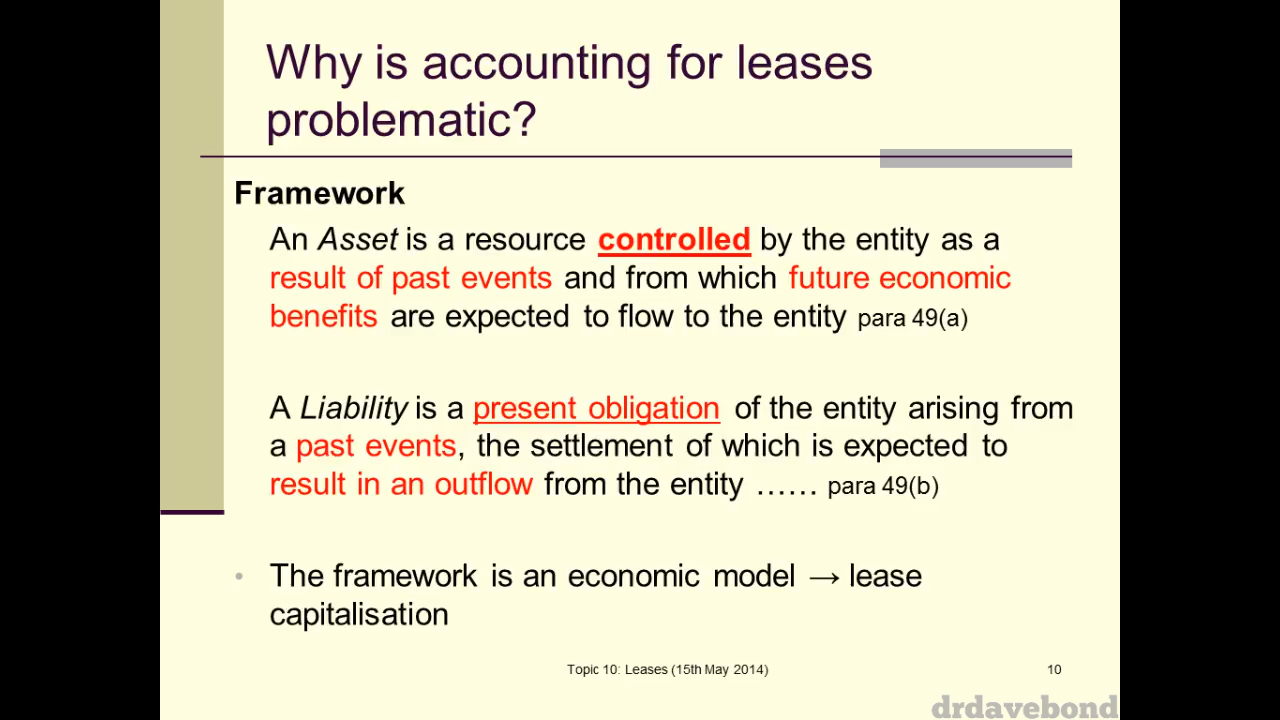 Why is accounting for leases
problematic?
Framework
An Asset is a resource controlled by the entity as a
result of past events and from which future economic
benefits are expected to flow to the entity para 49(a)
A Liability is a present obligation of the entity arising from
a past events, the settlement of which is expected to
result in an outflow from the entity …… para 49(b)
• The framework is an economic model → lease
capitalisation
Topic 10: Leases (15th May 2014) 10
drdavebond